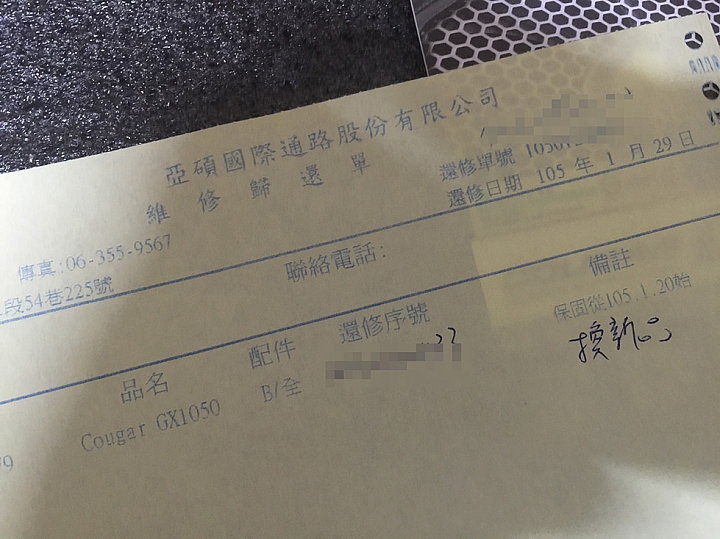 亞碩國際通路股份有限公司
維修歸還單
還修單號
還修日期 105 年 1 月 29 日
傳真:06-355-9567
段54巷225號
聯絡電話:
備註
品名
配件
還修序號
保固從105.1.20始
Cougar GX1050
B/全
換新品